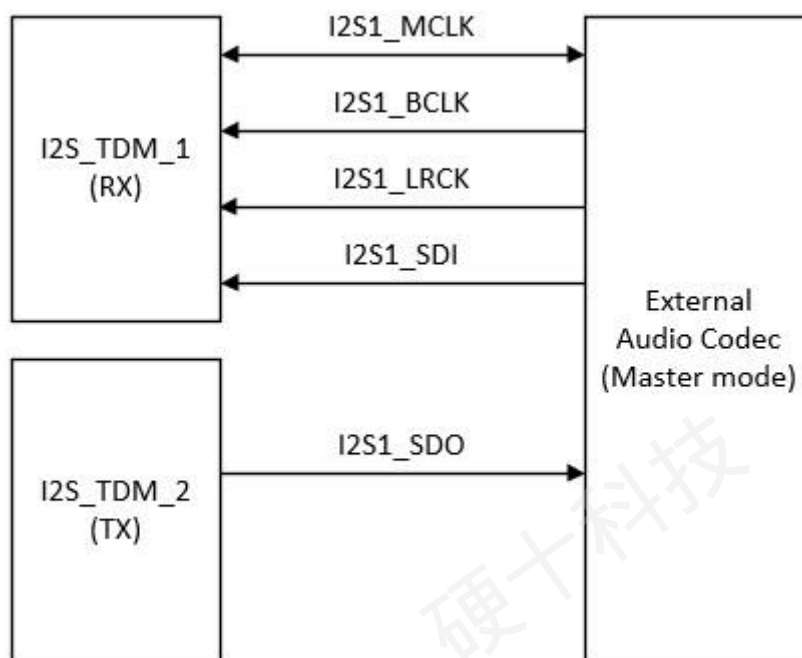 I2S1_MCLK
I2S1_BCLK
I2S_TDM_1
(RX)
I2S1_LRCK
I2S1_SDI
External
Audio Codec
(Master mode)
I2S1_SDO
I2S_TDM_2
(TX)
硬十科技